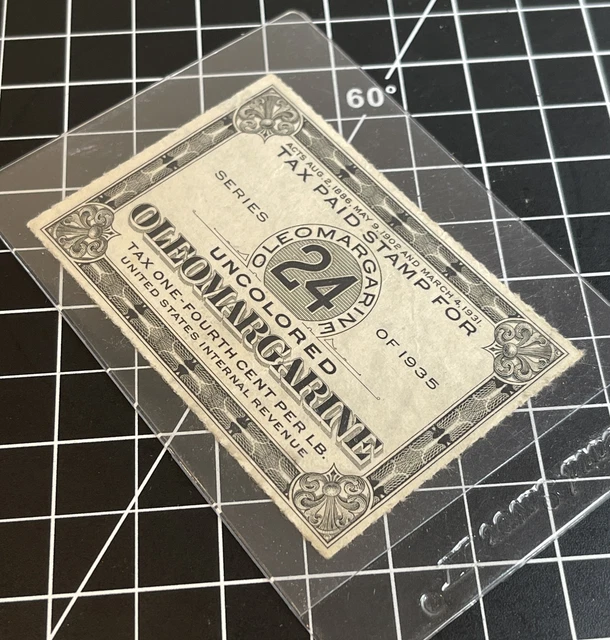 60°
ACTS AUG. 2, 1886, MAY 9, 1902 AND MARCH 4, 1931.
TAX PAID STAMP FOR
SERIES
OF 1935
OLEOMARGARINE
24
UNCOLORED
OLEOMARGARINE
TAX ONE-FOURTH CENT PER LB.
UNITED STATES INTERNAL REVENUE